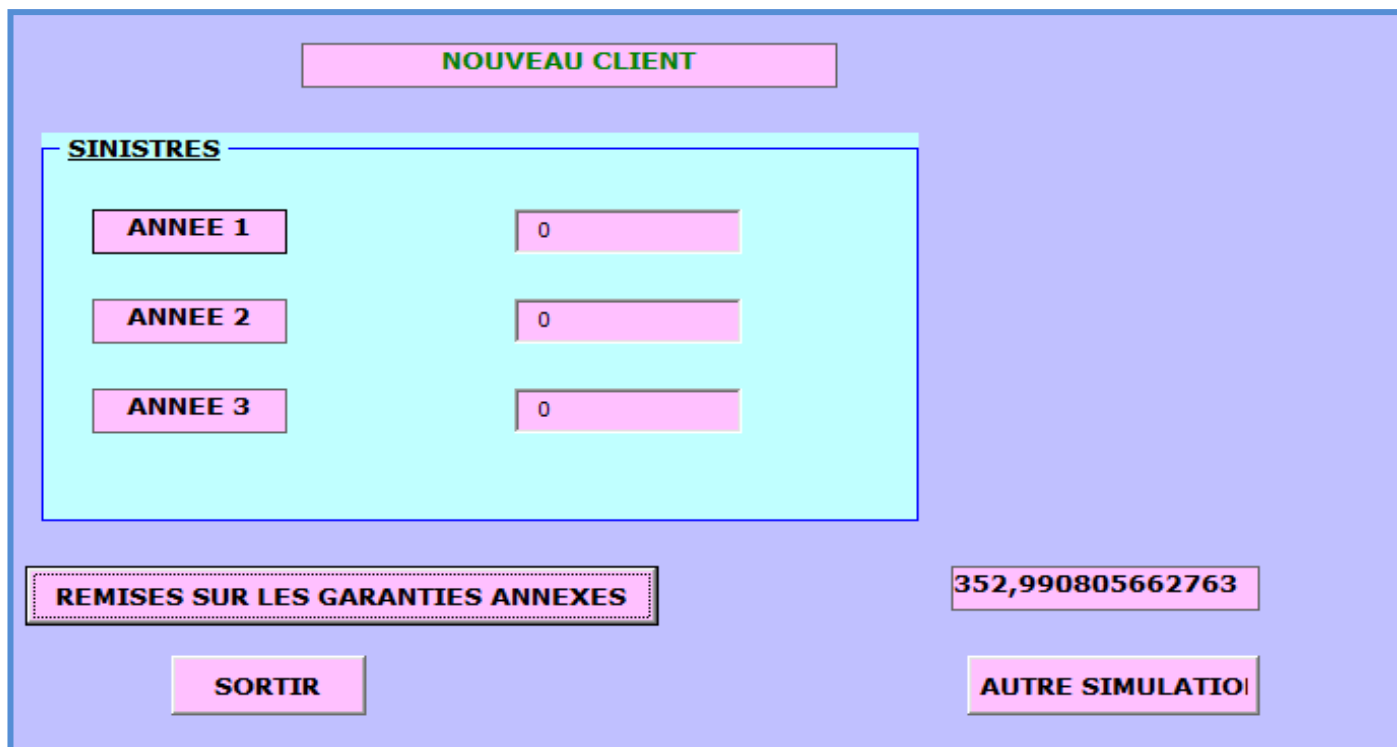 NOUVEAU CLIENT
SINISTRES
ANNEE 1
0
ANNEE 2
0
ANNEE 3
0
REMISES SUR LES GARANTIES ANNEXES
352,990805662763
SORTIR
AUTRE SIMULATIO